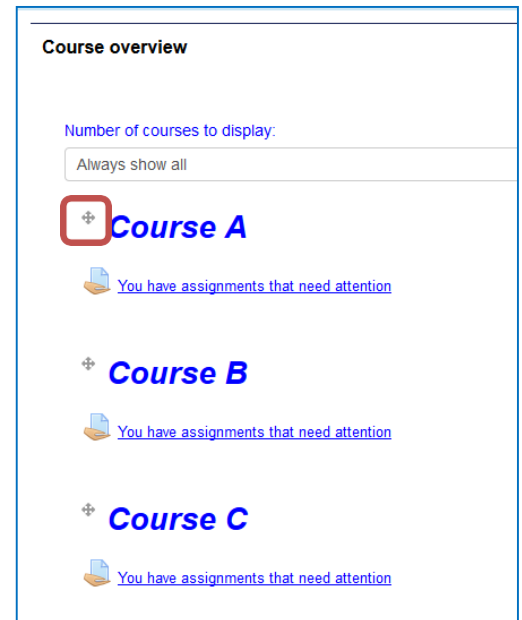 Course overview
Number of courses to display:
Always show all
Course A
You have assignments that need attention
Course B
You have assignments that need attention
Course C
You have assignments that need attention